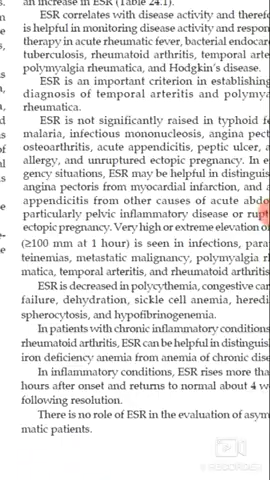 an increase in ESR (Table 24.1).
ESR correlates with disease activity and therefo
is helpful in monitoring disease activity and respon
therapy in acute rheumatic fever, bacterial endocar
tuberculosis, rheumatoid arthritis, temporal arte
polymyalgia rheumatica, and Hodgkin's disease.
ESR is an important criterion in establishing
diagnosis of temporal arteritis and polymya
rheumatica.
ESR is not significantly raised in typhoid f
malaria, infectious mononucleosis, angina pect
osteoarthritis, acute appendicitis, peptic ulcer, a
allergy, and unruptured ectopic pregnancy. In e
gency situations, ESR may be helpful in distinguis
angina pectoris from myocardial infarction, and a
appendicitis from other causes of acute abdo
particularly pelvic inflammatory disease or rupt
ectopic pregnancy. Very high or extreme elevation of
(≥100 mm at 1 hour) is seen in infections, para
teinemias, metastatic malignancy, polymyalgia rh
matica, temporal arteritis, and rheumatoid arthritis
ESR is decreased in polycythemia, congestive car
failure, dehydration, sickle cell anemia, heredi
spherocytosis, and hypofibrinogenemia.
In patients with chronic inflammatory conditions
rheumatoid arthritis, ESR can be helpful in distinguis
iron deficiency anemia from anemia of chronic dise
In inflammatory conditions, ESR rises more tha
hours after onset and returns to normal about 4 w
following resolution.
There is no role of ESR in the evaluation of asym
matic patients.